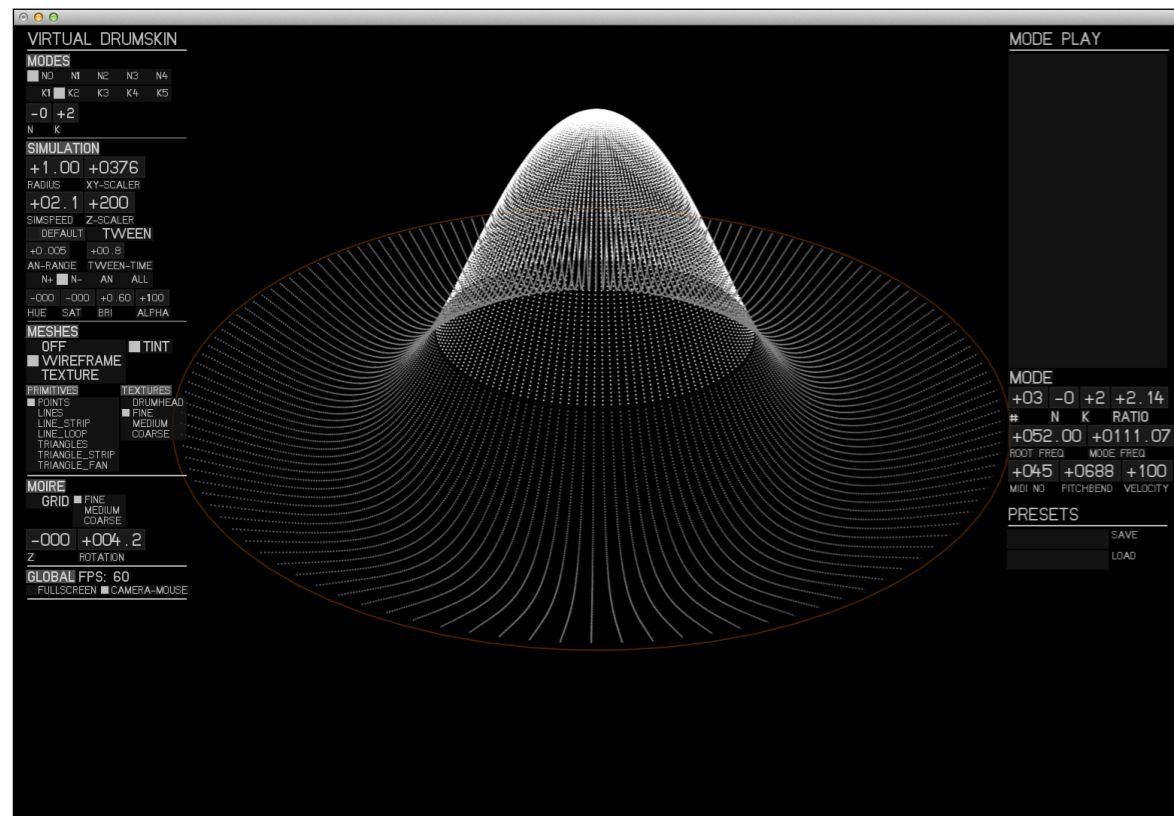 VIRTUAL DRUMSKIN
MODES
N0 N1 N2 N3 N4
K1 K2 K3 K4 K5
-0 +2
N K
SIMULATION
+1.00 +0376
RADIUS XY-SCALER
+02.1 +200
SIMSPEED Z-SCALER
DEFAULT TWEEN
+0.005 +00.8
AN-RANGE TWEEN-TIME
N+ N- AN ALL
-000 -000 +0.60 +100
HUE SAT BRI ALPHA
MESHES
OFF TINT
WIREFRAME
TEXTURE
PRIMITIVES TEXTURES
POINTS DRUMHEAD
LINES FINE
LINE_STRIP MEDIUM
LINE_LOOP COARSE
TRIANGLES
TRIANGLE_STRIP
TRIANGLE_FAN
MOIRE
GRID FINE
MEDIUM
COARSE
-000 +004.2
Z ROTATION
GLOBAL FPS: 60
FULLSCREEN CAMERA-MOUSE
MODE PLAY
MODE
+03 -0 +2 +2.14
# N K RATIO
+052.00 +0111.07
ROOT FREQ MODE FREQ
+045 +0688 +100
MIDI NO PITCHBEND VELOCITY
PRESETS
SAVE
LOAD